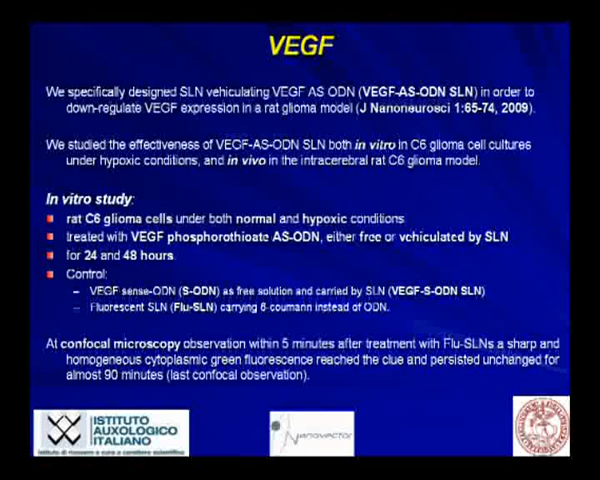 VEGF
We specifically designed SLN vehiculating VEGF AS ODN (VEGF-AS-ODN SLN) in order to
down-regulate VEGF expression in a rat glioma model (J Nanoneurosci 1:65-74, 2009).
We studied the effectiveness of VEGF-AS-ODN SLN both in vitro in C6 glioma cell cultures
under hypoxic conditions, and in vivo in the intracerebral rat C6 glioma model.
In vitro study:
rat C6 glioma cells under both normal and hypoxic conditions
treated with VEGF phosphorothioate AS-ODN, either free or vehiculated by SLN
for 24 and 48 hours.
Control:
– VEGF sense-ODN (S-ODN) as free solution and carried by SLN (VEGF-S-ODN SLN)
– Fluorescent SLN (Flu-SLN) carrying 6-coumarin instead of ODN.
At confocal microscopy observation within 5 minutes after treatment with Flu-SLNs a sharp and
homogeneous cytoplasmic green fluorescence reached the clue and persisted unchanged for
almost 90 minutes (last confocal observation).
ISTITUTO
AUXOLOGICO
ITALIANO
Istituto di ricovero e cura a carattere scientifico
Nanovector